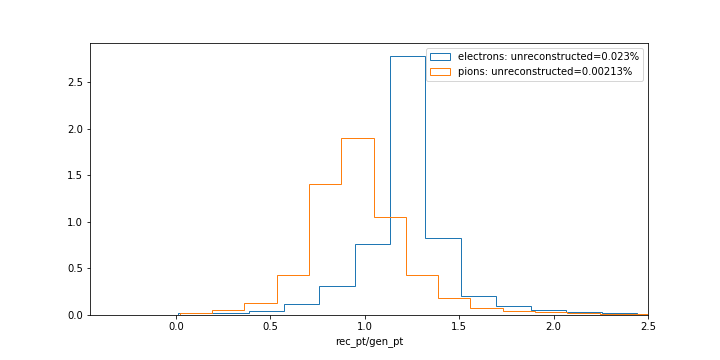 electrons: unreconstructed=0.023%
pions: unreconstructed=0.00213%
2.5
2.0
1.5
1.0
0.5
0.0
0.0 0.5 1.0 1.5 2.0 2.5
rec_pt/gen_pt